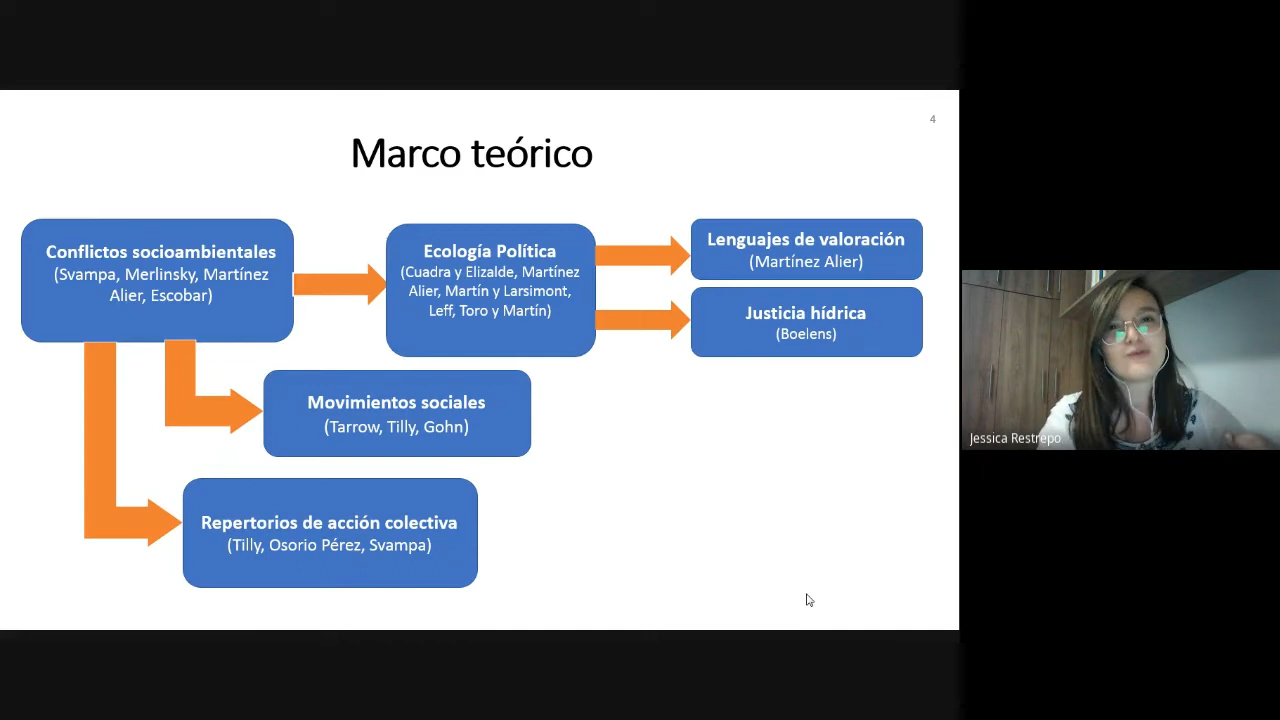 4
Marco teórico
Conflictos socioambientales
(Svampa, Merlinsky, Martínez
Alier, Escobar)
Ecología Política
(Cuadra y Elizalde, Martínez
Alier, Martín y Larsimont,
Leff, Toro y Martín)
Lenguajes de valoración
(Martínez Alier)
Justicia hídrica
(Boelens)
Movimientos sociales
(Tarrow, Tilly, Gohn)
Repertorios de acción colectiva
(Tilly, Osorio Pérez, Svampa)
Jessica Restrepo